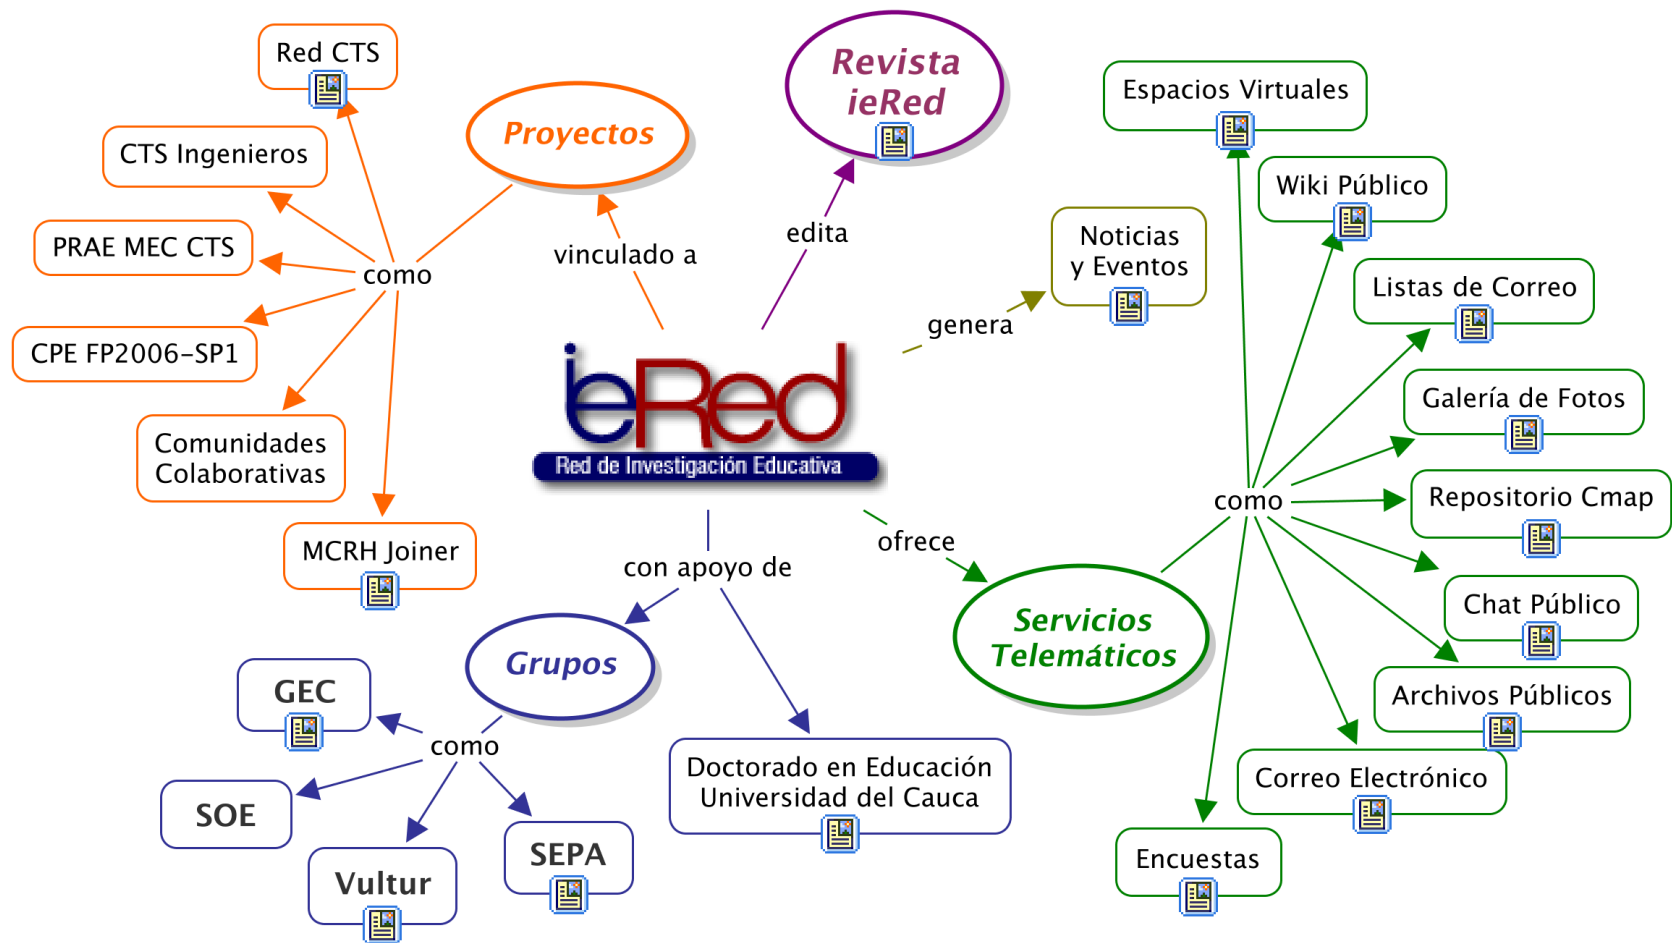 Red CTS
CTS Ingenieros
PRAE MEC CTS
CPE FP2006-SP1
Comunidades
Colaborativas
MCRH Joiner
como
Proyectos
vinculado a
Revista
ieRed
edita
Noticias
y Eventos
genera
ieRed
Red de Investigación Educativa
con apoyo de
Grupos
como
GEC
SOE
Vultur
SEPA
Doctorado en Educación
Universidad del Cauca
ofrece
Servicios
Telemáticos
como
Espacios Virtuales
Wiki Público
Listas de Correo
Galería de Fotos
Repositorio Cmap
Chat Público
Archivos Públicos
Correo Electrónico
Encuestas